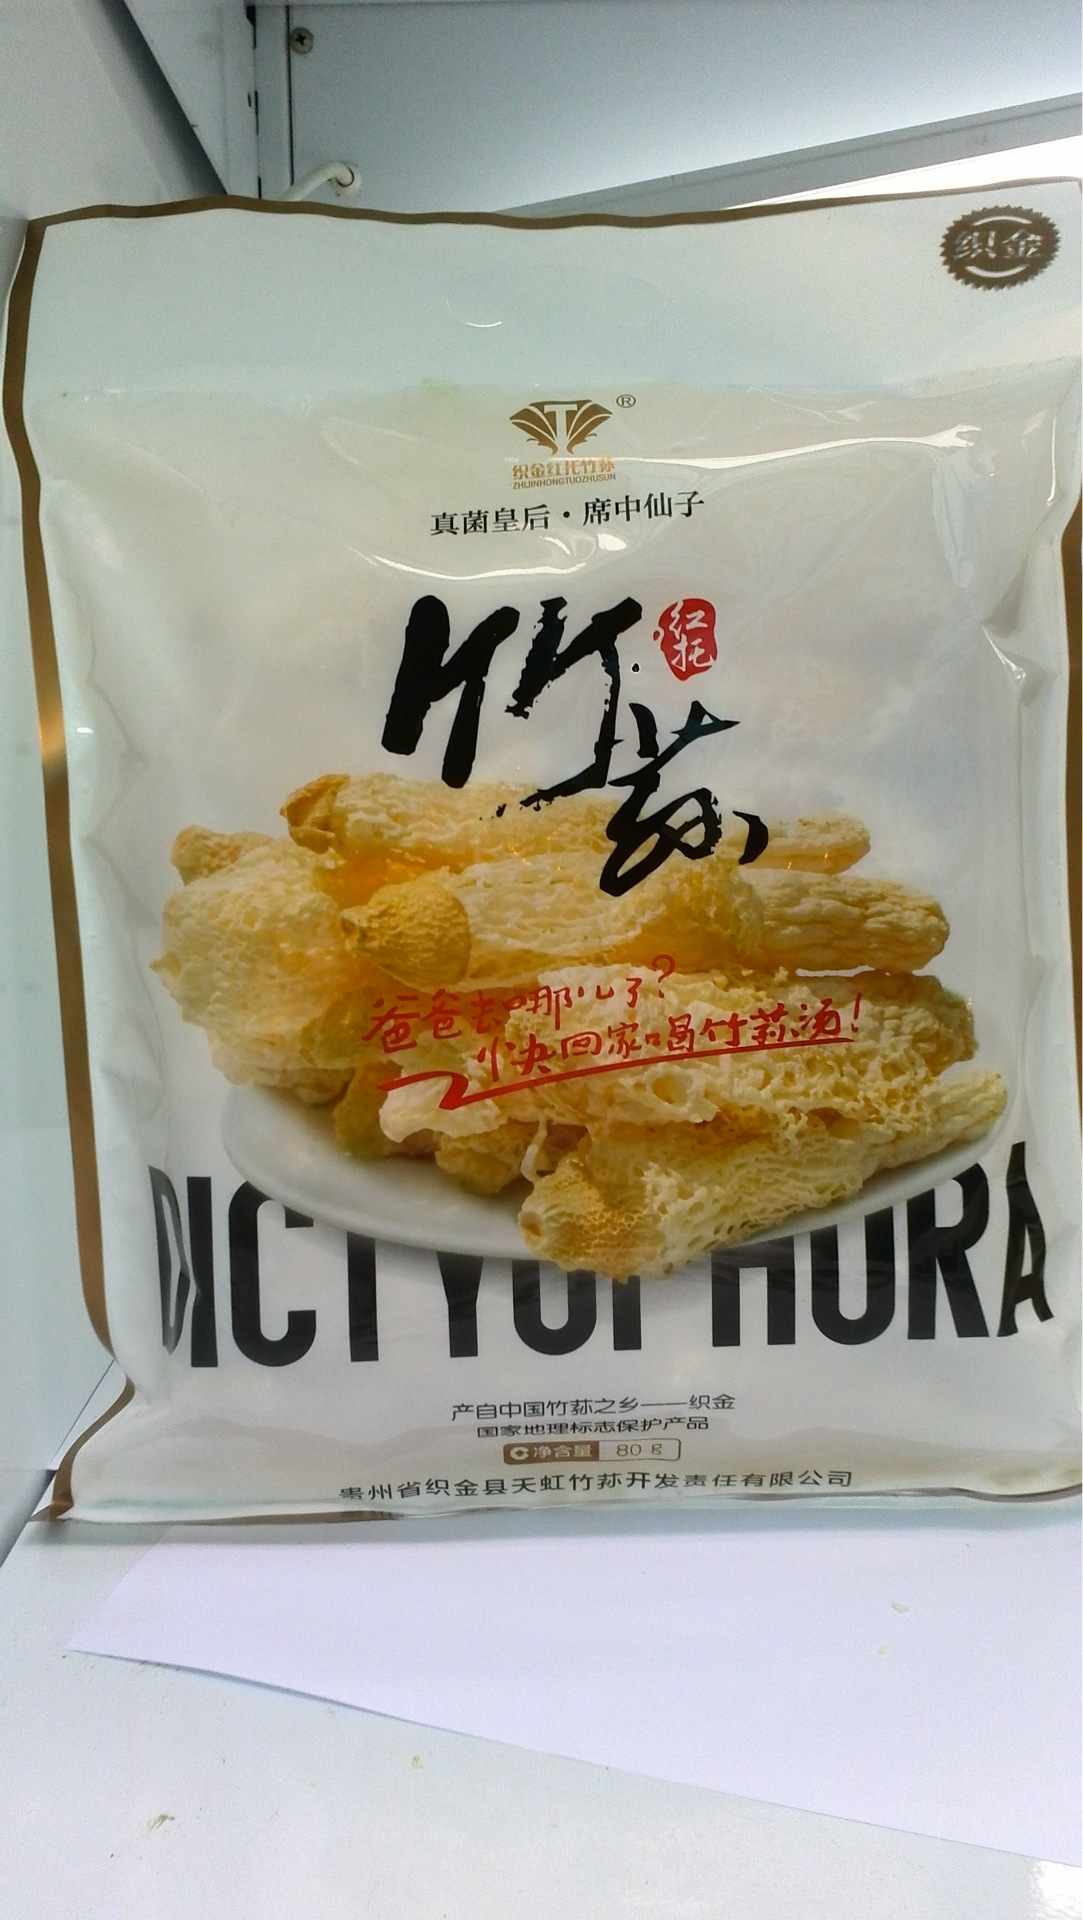 织金
®
织金红托竹荪
ZHIJINHONGTUOZHUSUN
真菌皇后·席中仙子
竹荪
红托
爸爸去哪儿了?
快回家喝竹荪汤!
DICTYOPHORA
产自中国竹荪之乡——织金
国家地理标志保护产品
C 净含量 80 g
贵州省织金县天虹竹荪开发责任有限公司